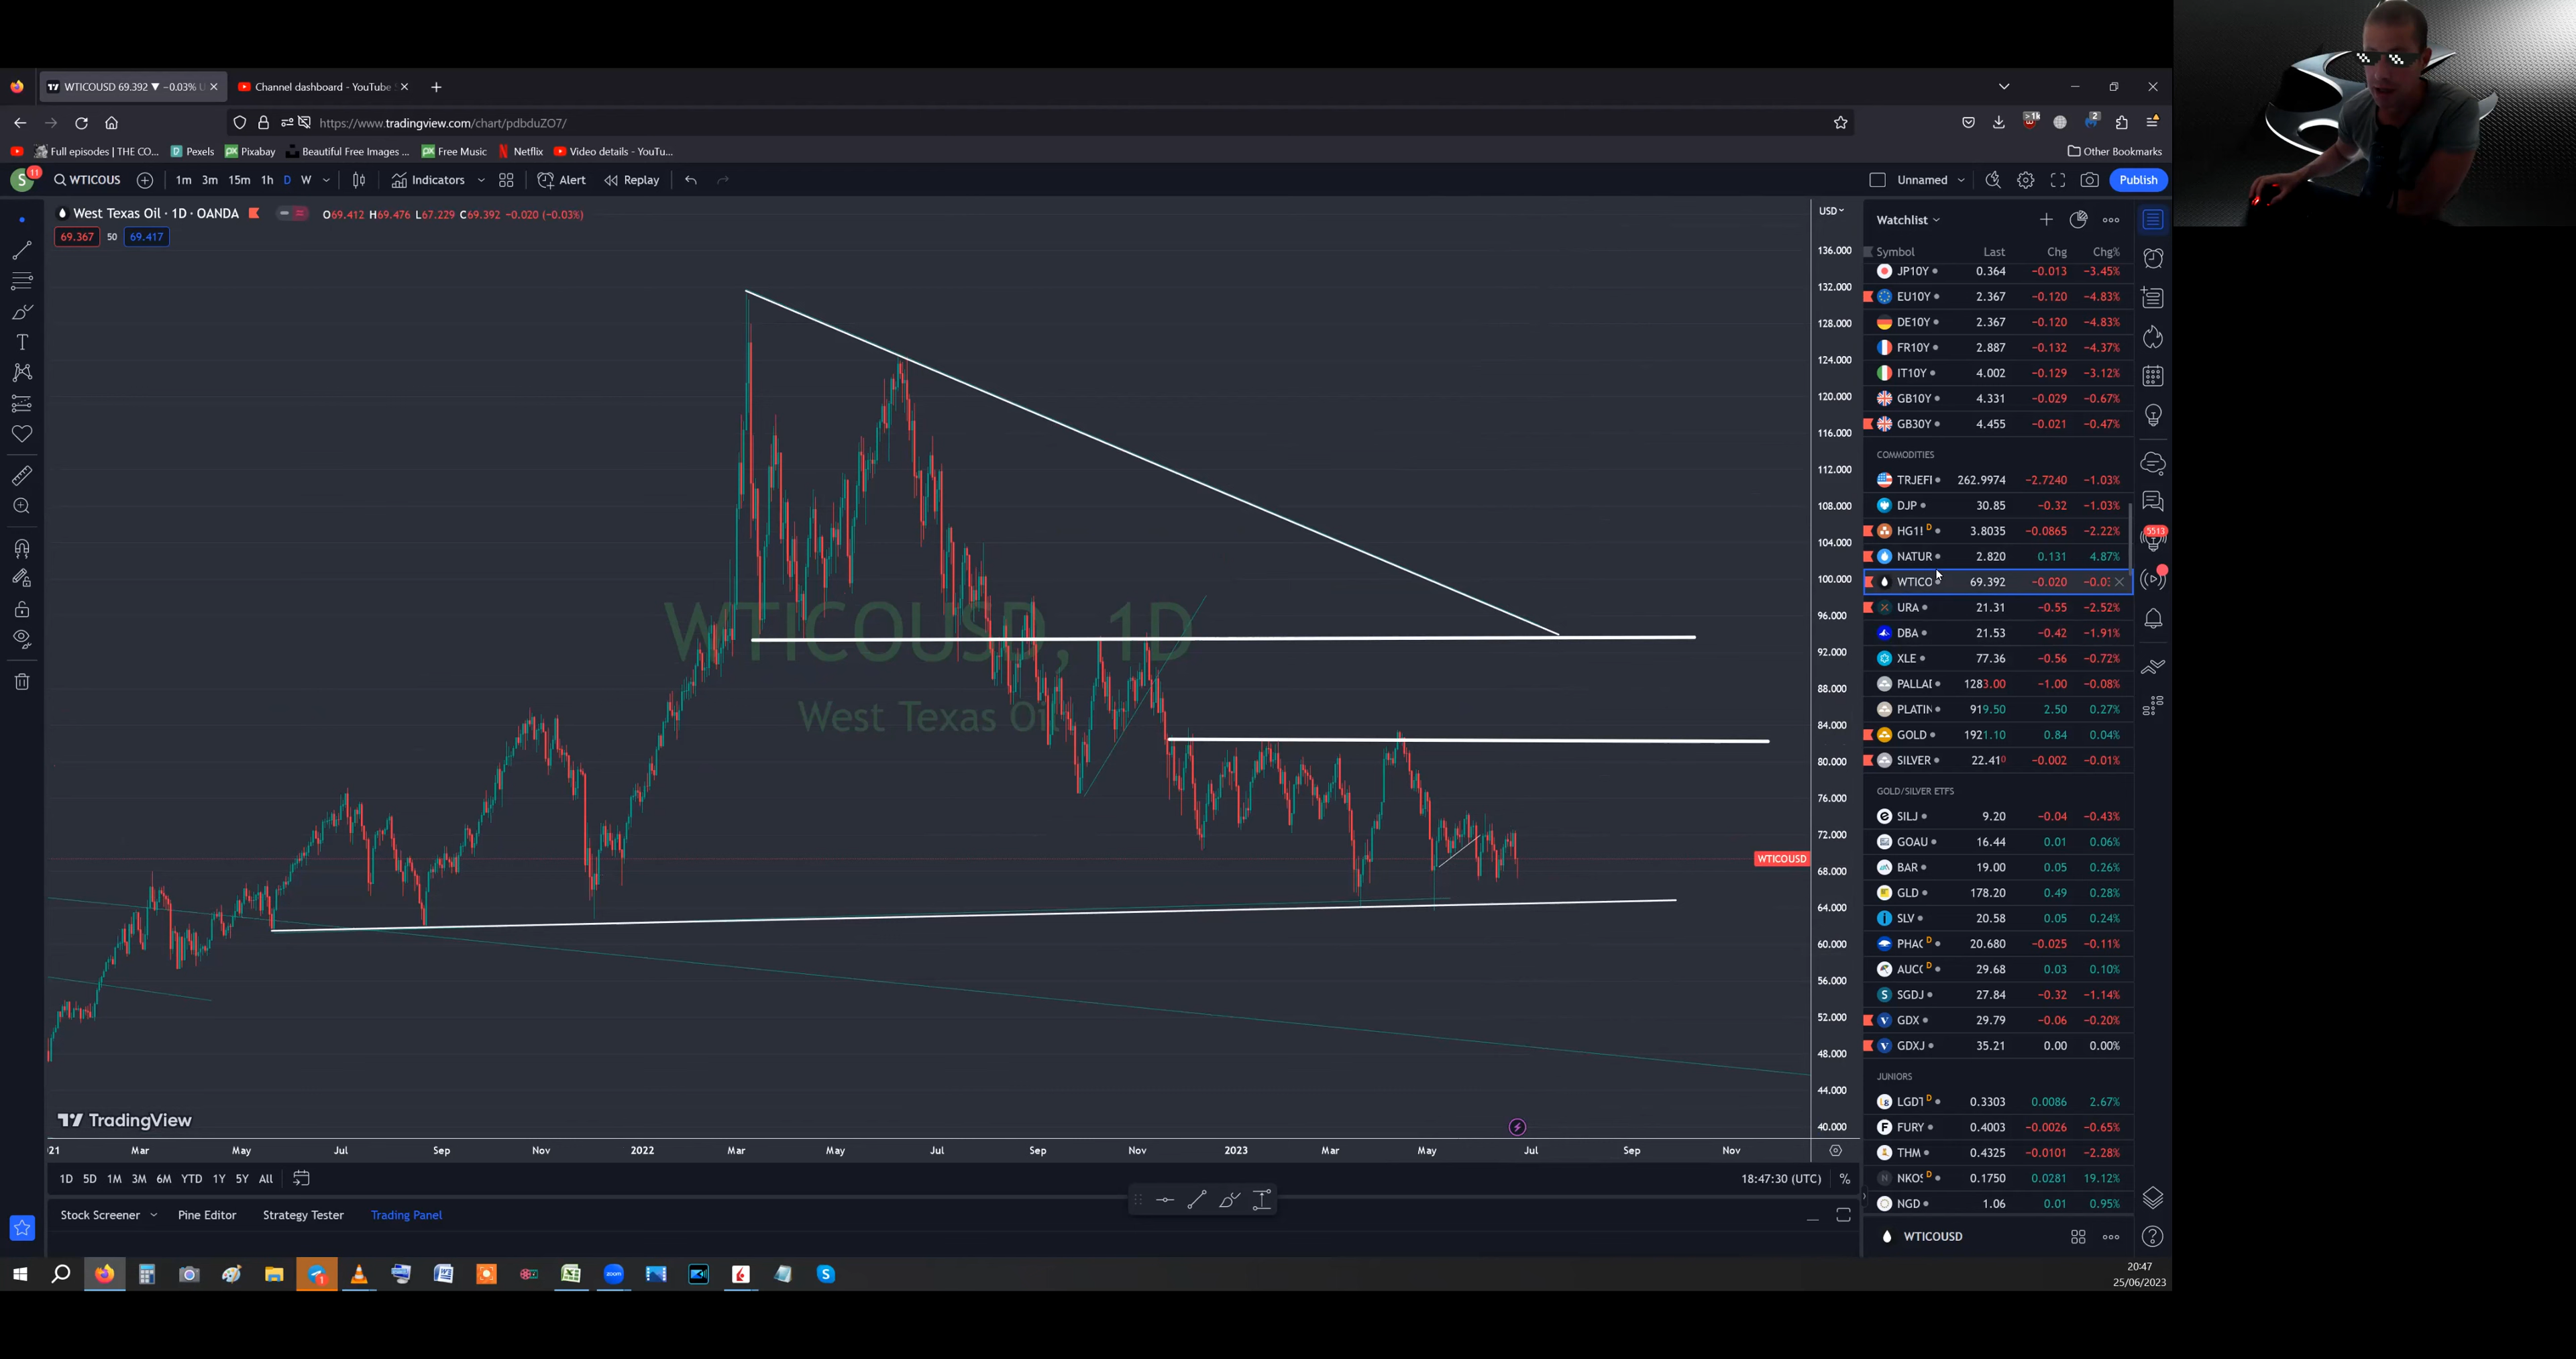 WTICOUSD 69.392 ▼ −0.03% U
Channel dashboard - YouTube
https://www.tradingview.com/chart/pdbduZO7/
>1k
2
Full episodes | THE CO...
Pexels
Pixabay
Beautiful Free Images ...
Free Music
Netflix
Video details - YouTu...
Other Bookmarks
S 11 WTICOUS 1m 3m 15m 1h D W Indicators Alert Replay Unnamed Publish
West Texas Oil · 1D · OANDA O69.412 H69.476 L67.229 C69.392 −0.020 (−0.03%)
69.367 50 69.417
USD
136.000
132.000
128.000
124.000
120.000
116.000
112.000
108.000
104.000
100.000
96.000
92.000
88.000
84.000
80.000
76.000
72.000
68.000
64.000
60.000
56.000
52.000
48.000
44.000
40.000
WTICOUSD, 1D
West Texas Oil
WTICOUSD
TradingView
21 Mar May Jul Sep Nov 2022 Mar May Jul Sep Nov 2023 Mar May Jul Sep Nov
1D 5D 1M 3M 6M YTD 1Y 5Y All
18:47:30 (UTC) %
Stock Screener Pine Editor Strategy Tester Trading Panel
Watchlist
Symbol Last Chg Chg%
JP10Y 0.364 −0.013 −3.45%
EU10Y 2.367 −0.120 −4.83%
DE10Y 2.367 −0.120 −4.83%
FR10Y 2.887 −0.132 −4.37%
IT10Y 4.002 −0.129 −3.12%
GB10Y 4.331 −0.029 −0.67%
GB30Y 4.455 −0.021 −0.47%
COMMODITIES
TRJEFI 262.9974 −2.7240 −1.03%
DJP 30.85 −0.32 −1.03%
HG1! D 3.8035 −0.0865 −2.22%
NATUR 2.820 0.131 4.87%
WTICO 69.392 −0.020 −0.03
URA 21.31 −0.55 −2.52%
DBA 21.53 −0.42 −1.91%
XLE 77.36 −0.56 −0.72%
PALLAI 1283.00 −1.00 −0.08%
PLATIN 919.50 2.50 0.27%
GOLD 1921.10 0.84 0.04%
SILVER 22.410 −0.002 −0.01%
GOLD/SILVER ETFS
SILJ 9.20 −0.04 −0.43%
GOAU 16.44 0.01 0.06%
BAR 19.00 0.05 0.26%
GLD 178.20 0.49 0.28%
SLV 20.58 0.05 0.24%
PHAG D 20.680 −0.025 −0.11%
AUCC D 29.68 0.03 0.10%
SGDJ 27.84 −0.32 −1.14%
GDX 29.79 −0.06 −0.20%
GDXJ 35.21 0.00 0.00%
JUNIORS
LGDT D 0.3303 0.0086 2.67%
FURY 0.4003 −0.0026 −0.65%
THM 0.4325 −0.0101 −2.28%
NKOS D 0.1750 0.0281 19.12%
NGD 1.06 0.01 0.95%
WTICOUSD
5513
zoom
20:47
25/06/2023